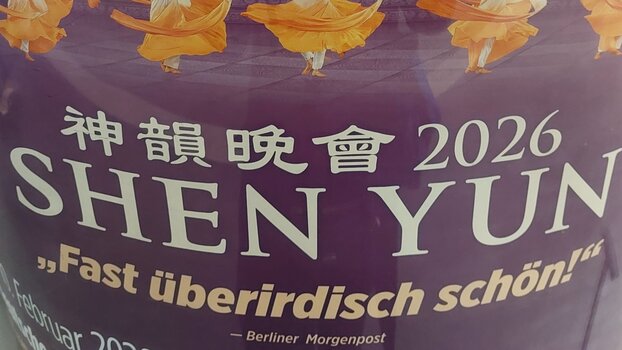 神韻晚會 2026
SHEN YUN
„Fast überirdisch schön!“
— Berliner Morgenpost
Februar